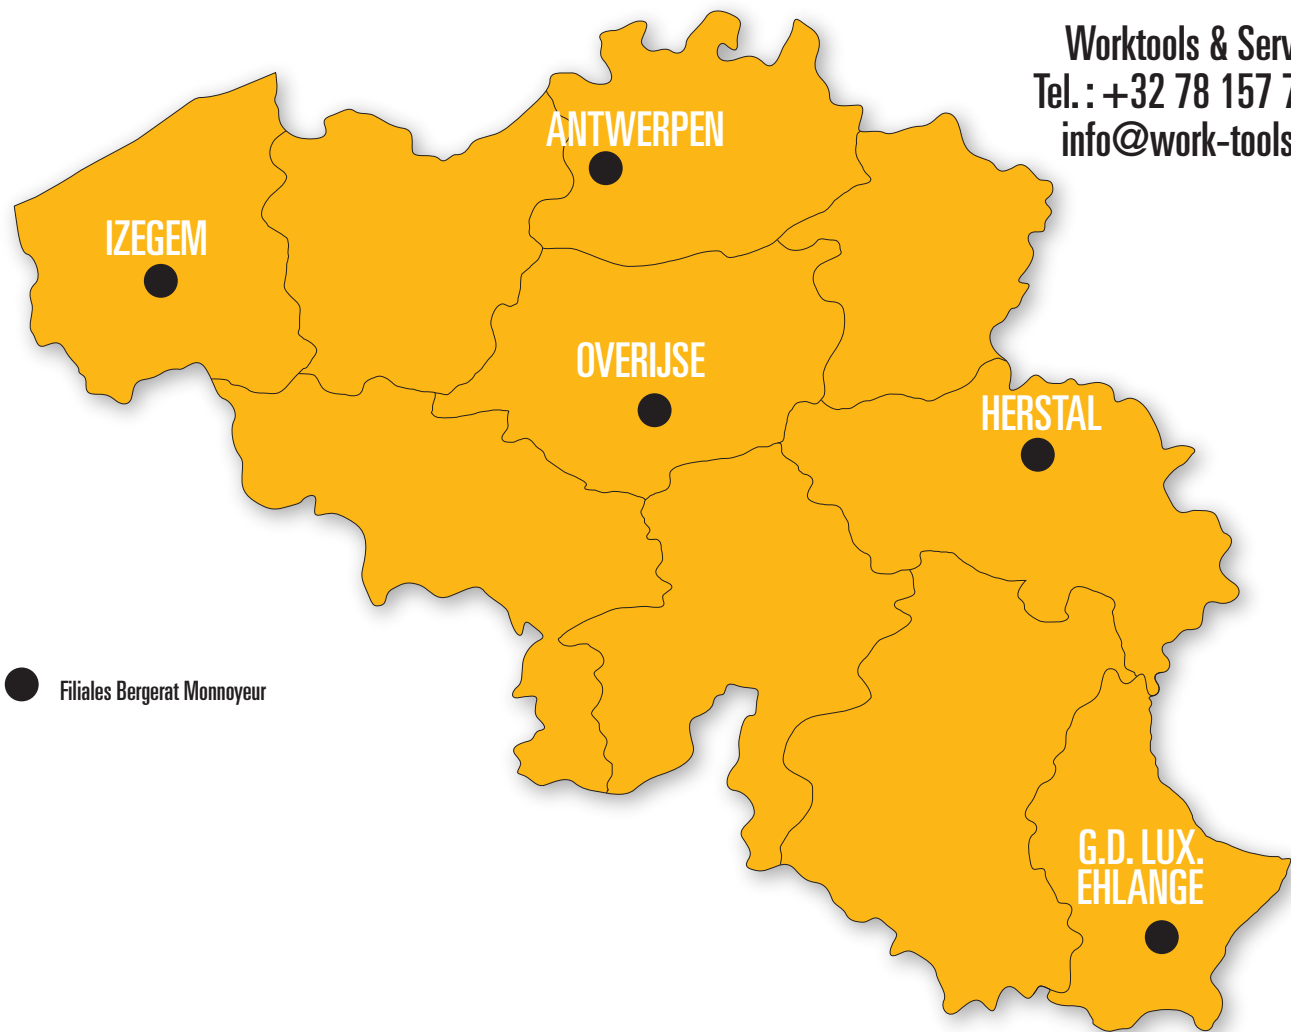 Worktools & Serv
Tel. : +32 78 157 7
info@work-tools
ANTWERPEN
IZEGEM
OVERIJSE
HERSTAL
Filiales Bergerat Monnoyeur
G.D. LUX.
EHLANGE